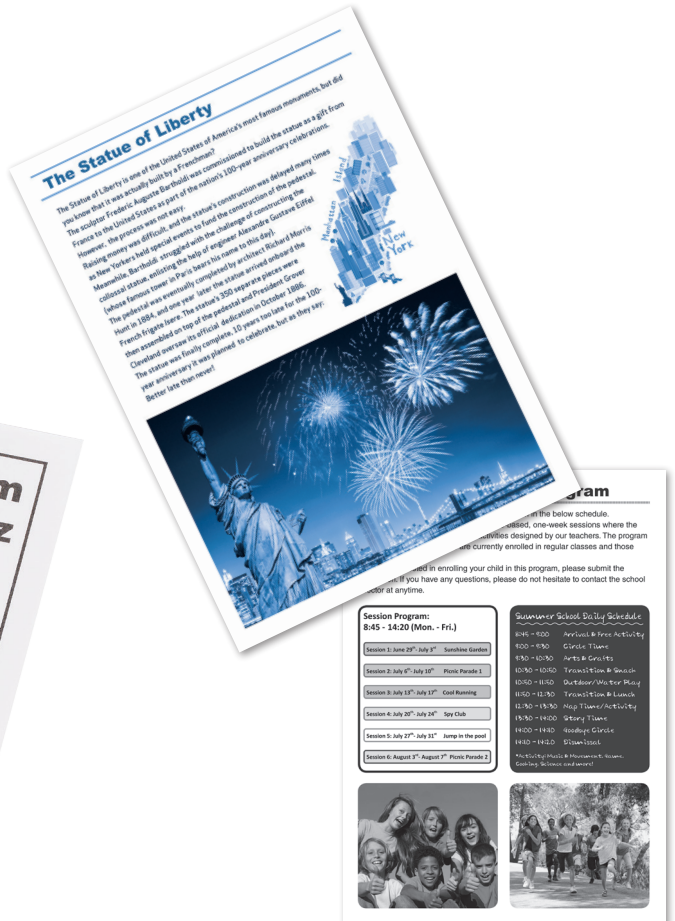 The Statue of Liberty
The Statue of Liberty is one of the United States of America's most famous monuments, but did
you know that it was actually built by a Frenchman?
The sculptor Frederic Auguste Bartholdi was commissioned to build the statue as a gift from
France to the United States as part of the nation's 100-year anniversary celebrations.
However, the process was not easy.
Raising money was difficult, and the statue's construction was delayed many times
as New Yorkers held special events to fund the construction of the pedestal.
Meanwhile, Bartholdi struggled with the challenge of constructing the
collossal statue, enlisting the help of engineer Alexandre Gustave Eiffel
(whose famous tower in Paris bears his name to this day).
The pedestal was eventually completed by architect Richard Morris
Hunt in 1884, and one year later the statue arrived onboard the
French frigate Isere. The statue's 350 separate pieces were
then assembled on top of the pedestal and President Grover
Cleveland oversaw its official dedication in October 1886.
The statue was finally complete, 10 years too late for the 100-
year anniversary it was planned to celebrate, but as they say:
Better late than never!
Manhattan Island
New York
m
z
gram
in the below schedule.
based, one-week sessions where the
ctivities designed by our teachers. The program
re currently enrolled in regular classes and those
ted in enrolling your child in this program, please submit the
If you have any questions, please do not hesitate to contact the school
ctor at anytime.
Session Program:
8:45 - 14:20 (Mon. - Fri.)
Session 1: June 29th- July 3rd Sunshine Garden
Session 2: July 6th- July 10th Picnic Parade 1
Session 3: July 13th- July 17th Cool Running
Session 4: July 20th- July 24th Spy Club
Session 5: July 27th- July 31st Jump in the pool
Session 6: August 3rd- August 7th Picnic Parade 2
Summer School Daily Schedule
8:45 - 9:00 Arrival & Free Activity
9:00 - 9:30 Circle Time
9:30 - 10:30 Arts & Crafts
10:30 - 10:50 Transition & Snack
10:50 - 11:50 Outdoor/Water Play
11:50 - 12:30 Transition & Lunch
12:30 - 13:30 Nap Time/Activity
13:30 - 14:00 Story Time
14:00 - 14:10 Goodbye Circle
14:10 - 14:20 Dismissal
*Activity: Music & Movement, Game,
Cooking, Science and more!